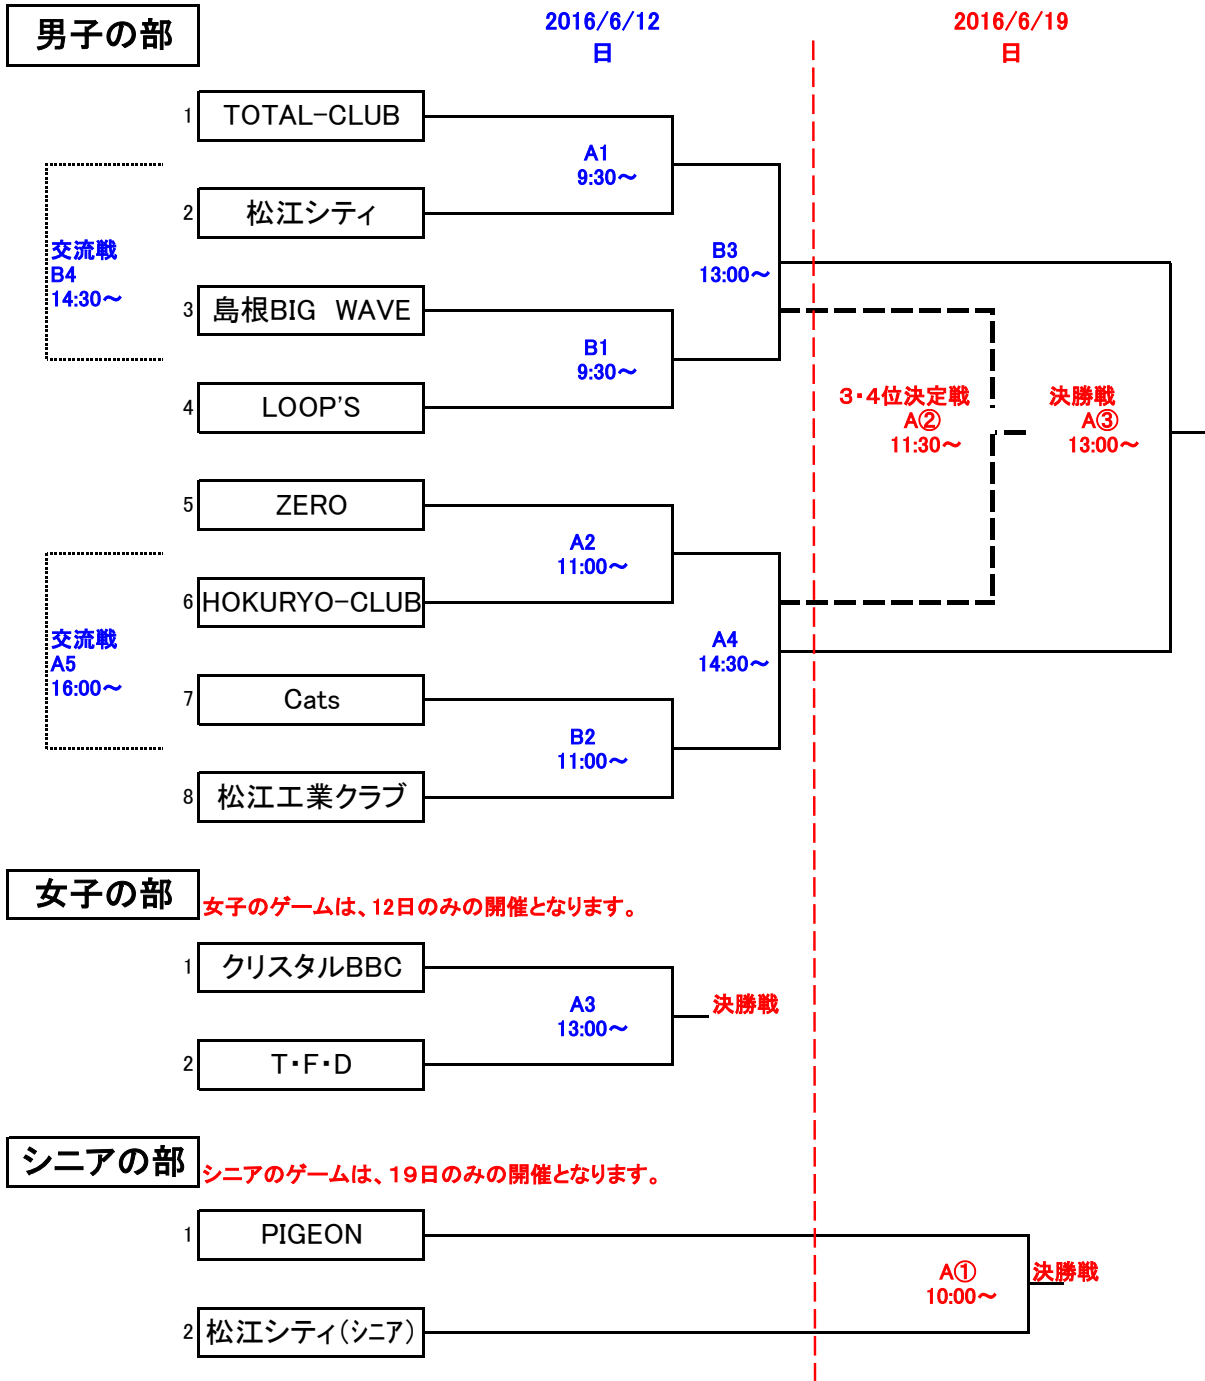 男子の部
2016/6/12
日
2016/6/19
日
1 TOTAL-CLUB
A1
9:30～
2 松江シティ
交流戦
B4
14:30～
B3
13:00～
3 島根BIG　WAVE
B1
9:30～
4 LOOP'S
３・４位決定戦
A②
11:30～
決勝戦
A③
13:00～
5 ZERO
A2
11:00～
6 HOKURYO-CLUB
交流戦
A5
16:00～
A4
14:30～
7 Cats
B2
11:00～
8 松江工業クラブ
女子の部
女子のゲームは、12日のみの開催となります。
1 クリスタルBBC
A3
13:00～
決勝戦
2 T・F・D
シニアの部
シニアのゲームは、１９日のみの開催となります。
1 PIGEON
A①
10:00～
決勝戦
2 松江シティ(シニア)